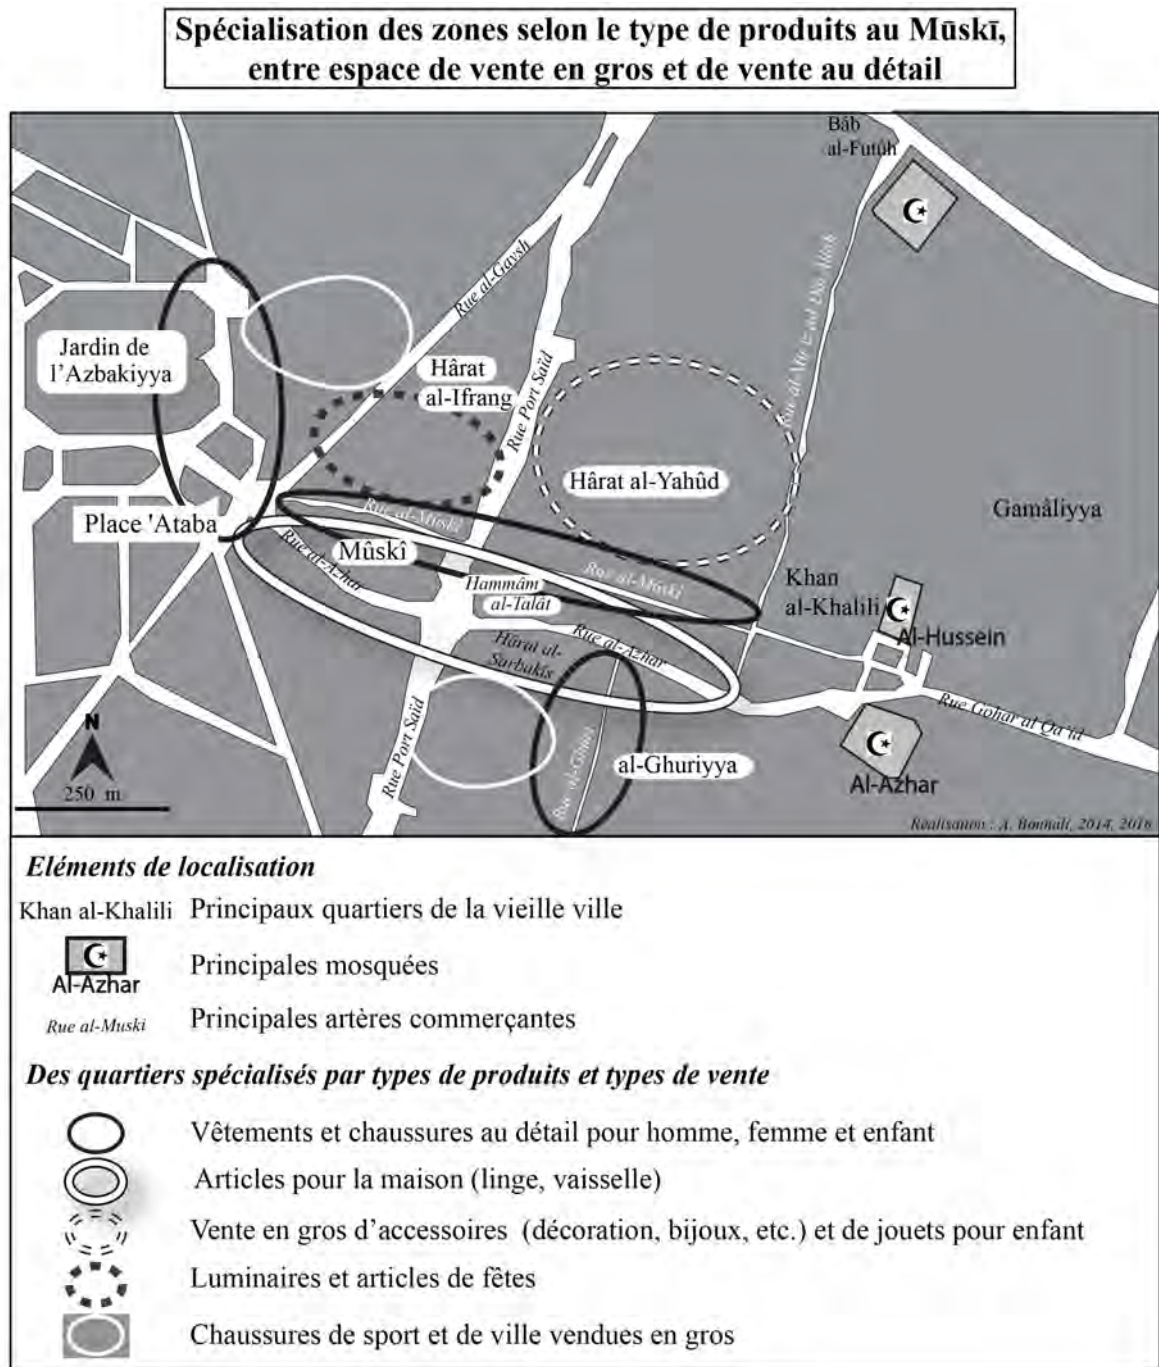 Spécialisation des zones selon le type de produits au Mūskī,
entre espace de vente en gros et de vente au détail
Bâb
al-Futûh
Rue al-Gaysh
Jardin de
l'Azbakiyya
Hârat
al-Ifrang
Rue Port Saïd
Hârat al-Yahûd
Gamâliyya
Place 'Ataba
Rue al-Mûskî
Mûskî
Rue al-Azhar
Hammâm
al-Talât
Rue al-Mûskî
Khan
al-Khalili
Al-Hussein
Hârat al-
Rue al-Azhar
Rue Gohar al Qa'id
Rue Port Saïd
al-Ghuriyya
Al-Azhar
N
250 m
Réalisation : A. Bouhali, 2014, 2016
Eléments de localisation
Khan al-Khalili Principaux quartiers de la vieille ville
Al-Azhar Principales mosquées
Rue al-Muski Principales artères commerçantes
Des quartiers spécialisés par types de produits et types de vente
Vêtements et chaussures au détail pour homme, femme et enfant
Articles pour la maison (linge, vaisselle)
Vente en gros d'accessoires (décoration, bijoux, etc.) et de jouets pour enfant
Luminaires et articles de fêtes
Chaussures de sport et de ville vendues en gros